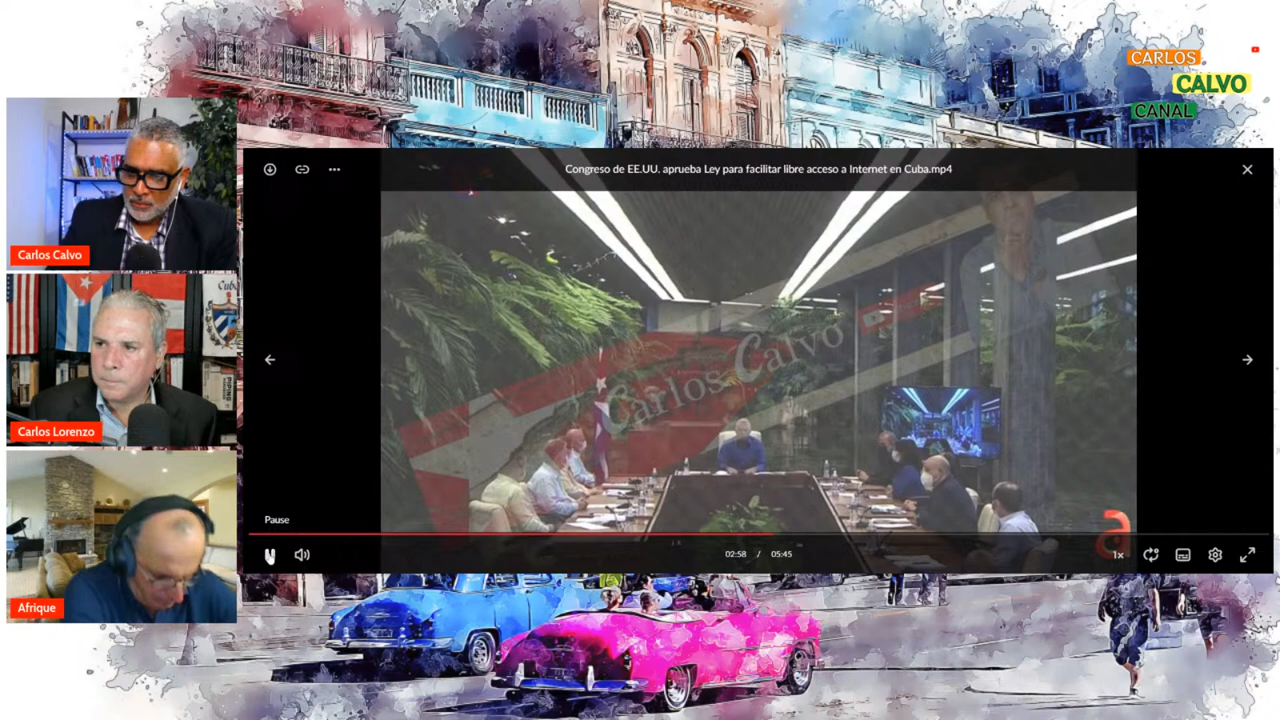 CARLOS
CALVO
CANAL
Congreso de EE.UU. aprueba Ley para facilitar libre acceso a Internet en Cuba.mp4
Carlos Calvo
Cuba
Carlos Calvo
Carlos Lorenzo
Pause
02:58 / 05:45
1x
a
Afrique